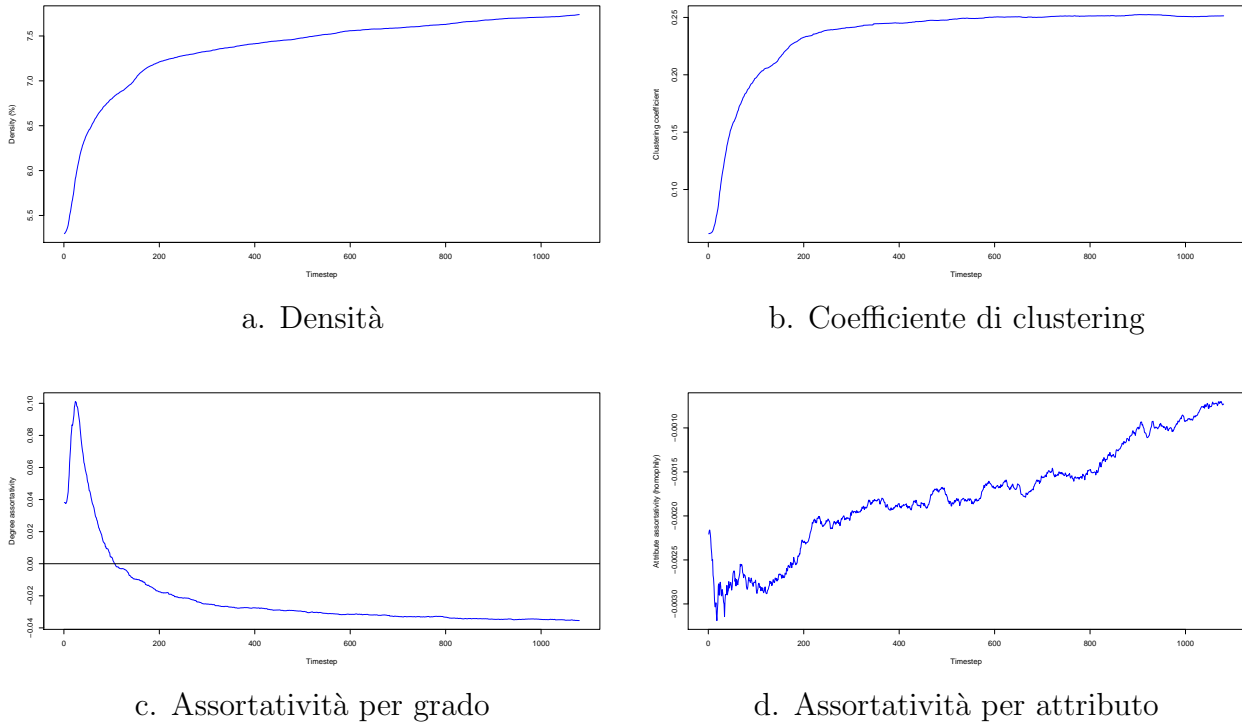 7.5
7.0
6.5
6.0
5.5
Density (%)
0 200 400 600 800 1000
Timestep
a. Densità
0.25
0.20
0.15
0.10
Clustering coefficient
0 200 400 600 800 1000
Timestep
b. Coefficiente di clustering
0.10
0.08
0.06
0.04
0.02
0.00
−0.02
−0.04
Degree assortativity
0 200 400 600 800 1000
Timestep
c. Assortatività per grado
−0.0010
−0.0015
−0.0020
−0.0025
−0.0030
Attribute assortativity (homophily)
0 200 400 600 800 1000
Timestep
d. Assortatività per attributo